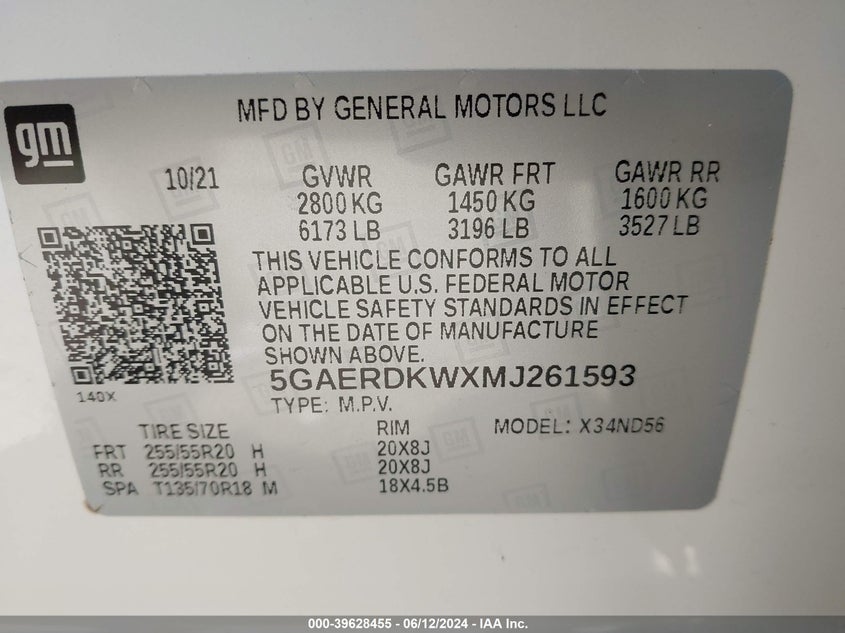 MFD BY GENERAL MOTORS LLC
gm
10/21 GVWR GAWR FRT GAWR RR
2800 KG 1450 KG 1600 KG
6173 LB 3196 LB 3527 LB
THIS VEHICLE CONFORMS TO ALL
APPLICABLE U.S. FEDERAL MOTOR
VEHICLE SAFETY STANDARDS IN EFFECT
ON THE DATE OF MANUFACTURE
SHOWN ABOVE.
140X
5GAERDKWXMJ261593
TYPE: M.P.V.
TIRE SIZE RIM MODEL: X34ND56
FRT 255/55R20 H 20X8J
RR 255/55R20 H 20X8J
SPA T135/70R18 M 18X4.5B
000-39628455 - 06/12/2024 - IAA Inc.